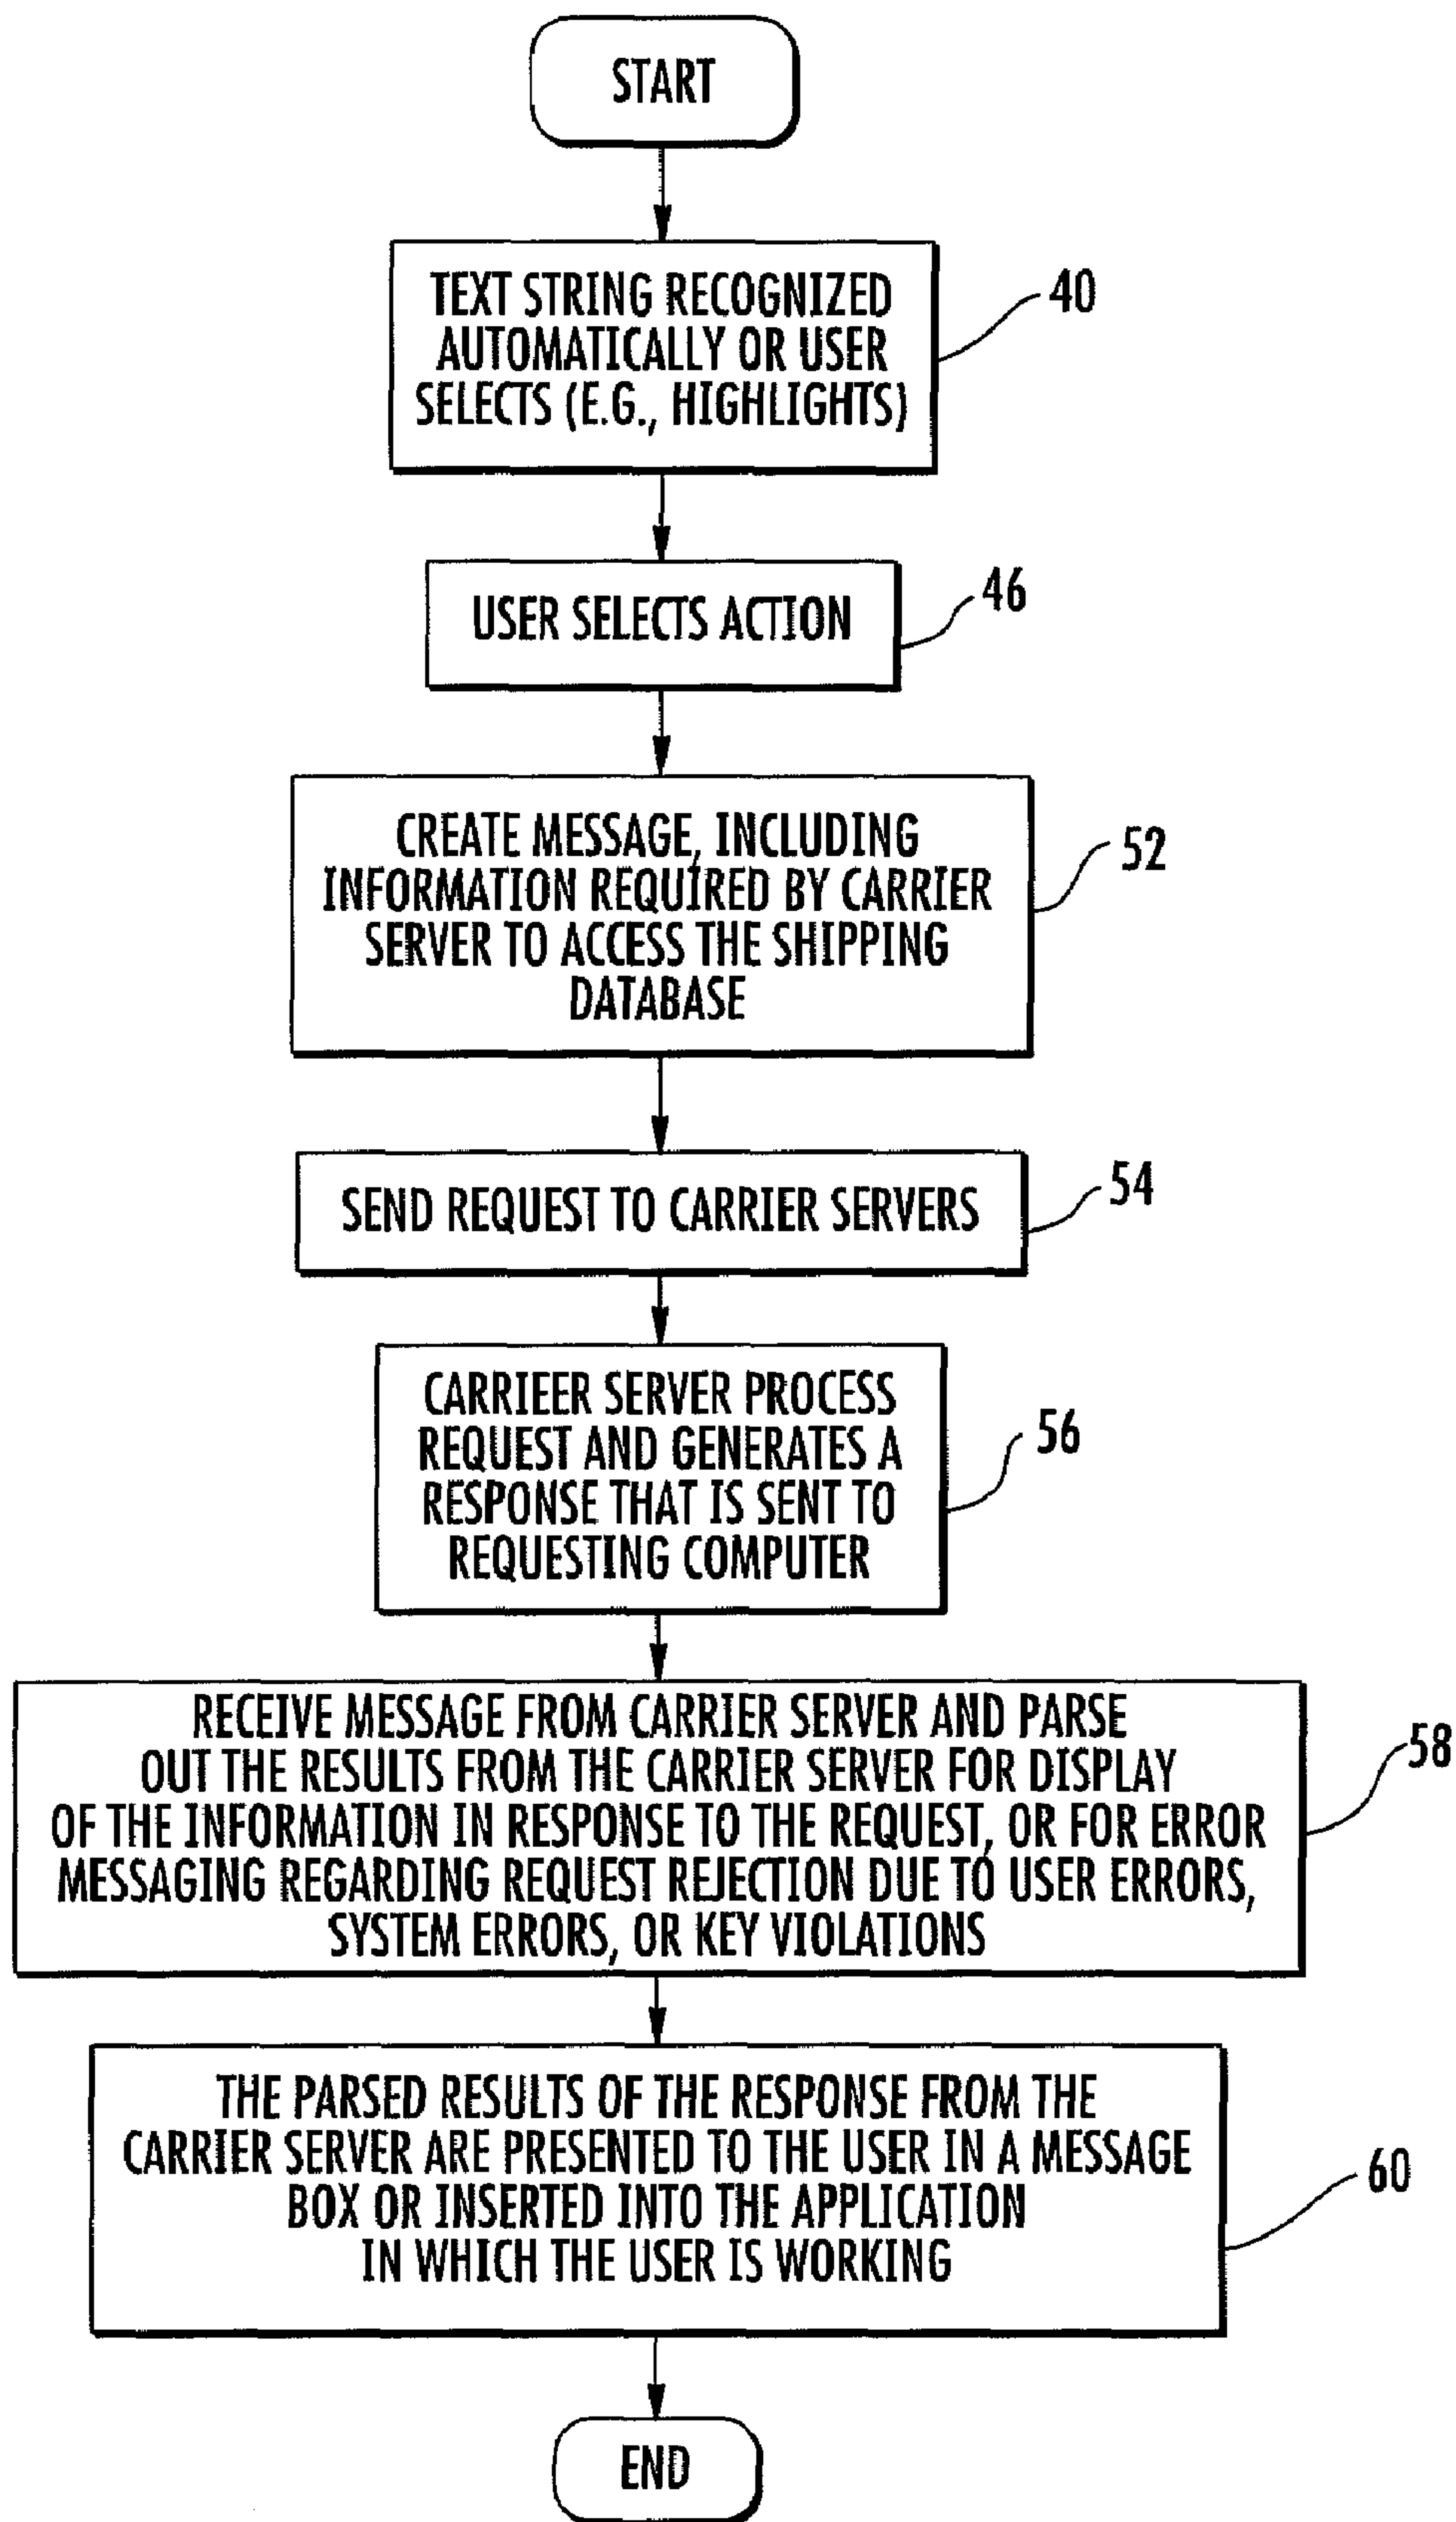 START
TEXT STRING RECOGNIZED
AUTOMATICALLY OR USER
SELECTS (E.G., HIGHLIGHTS)
40
USER SELECTS ACTION
46
CREATE MESSAGE, INCLUDING
INFORMATION REQUIRED BY CARRIER
SERVER TO ACCESS THE SHIPPING
DATABASE
52
SEND REQUEST TO CARRIER SERVERS
54
CARRIEER SERVER PROCESS
REQUEST AND GENERATES A
RESPONSE THAT IS SENT TO
REQUESTING COMPUTER
56
RECEIVE MESSAGE FROM CARRIER SERVER AND PARSE
OUT THE RESULTS FROM THE CARRIER SERVER FOR DISPLAY
OF THE INFORMATION IN RESPONSE TO THE REQUEST, OR FOR ERROR
MESSAGING REGARDING REQUEST REJECTION DUE TO USER ERRORS,
SYSTEM ERRORS, OR KEY VIOLATIONS
58
THE PARSED RESULTS OF THE RESPONSE FROM THE
CARRIER SERVER ARE PRESENTED TO THE USER IN A MESSAGE
BOX OR INSERTED INTO THE APPLICATION
IN WHICH THE USER IS WORKING
60
END